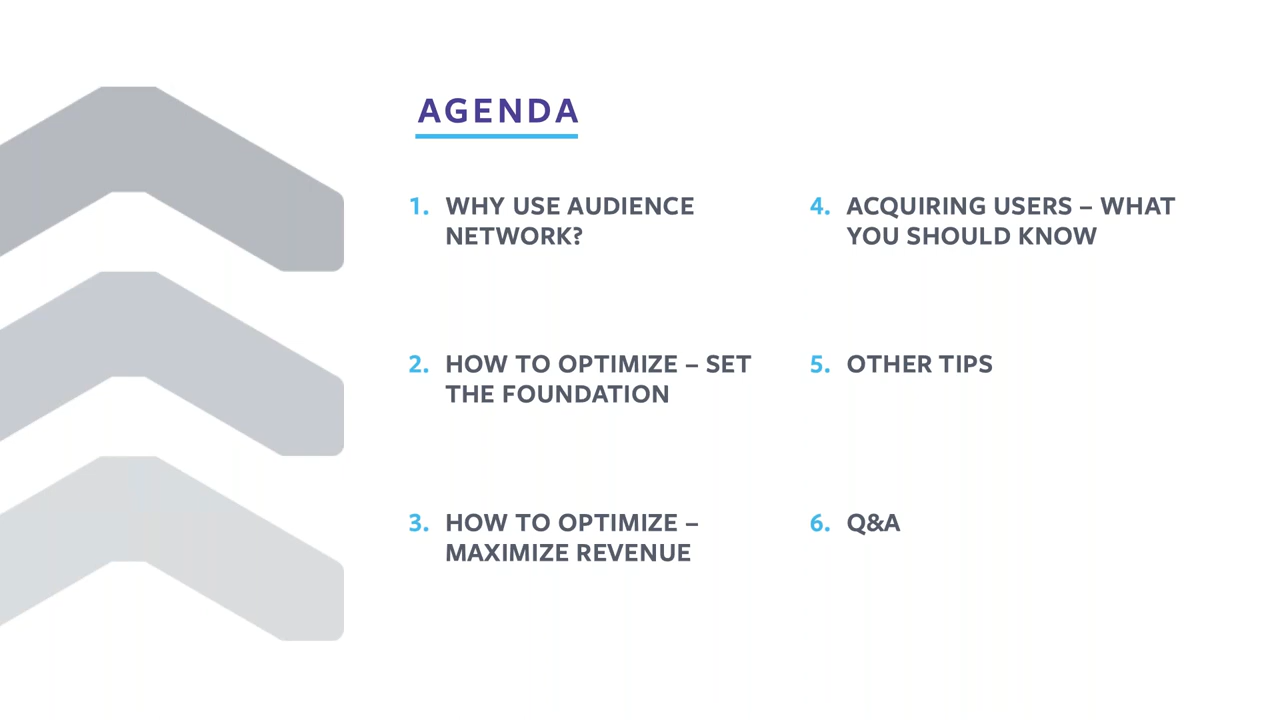 AGENDA
1. WHY USE AUDIENCE
NETWORK?
2. HOW TO OPTIMIZE – SET
THE FOUNDATION
3. HOW TO OPTIMIZE –
MAXIMIZE REVENUE
4. ACQUIRING USERS – WHAT
YOU SHOULD KNOW
5. OTHER TIPS
6. Q&A